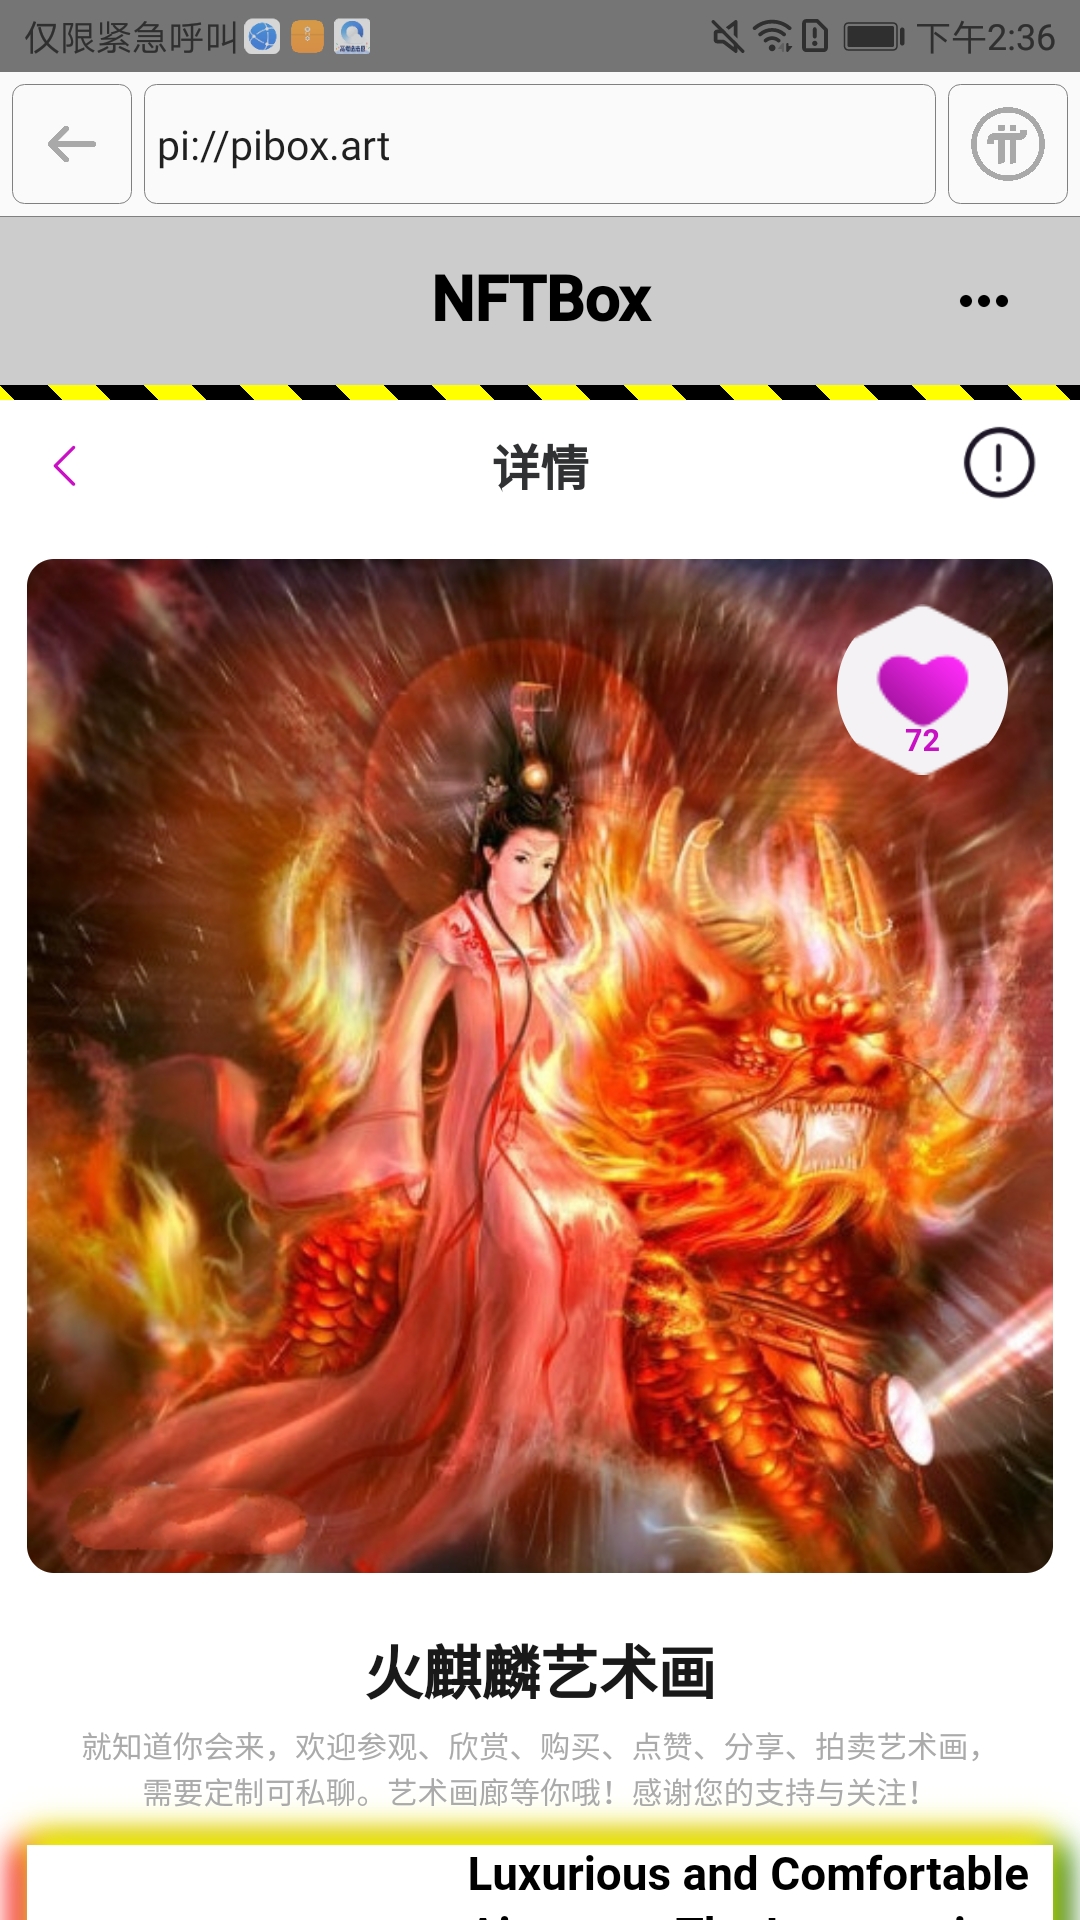 仅限紧急呼叫
下午2:36
pi://pibox.art
NFTBox
详情
72
火麒麟艺术画
就知道你会来，欢迎参观、欣赏、购买、点赞、分享、拍卖艺术画，
需要定制可私聊。艺术画廊等你哦！感谢您的支持与关注！
Luxurious and Comfortable